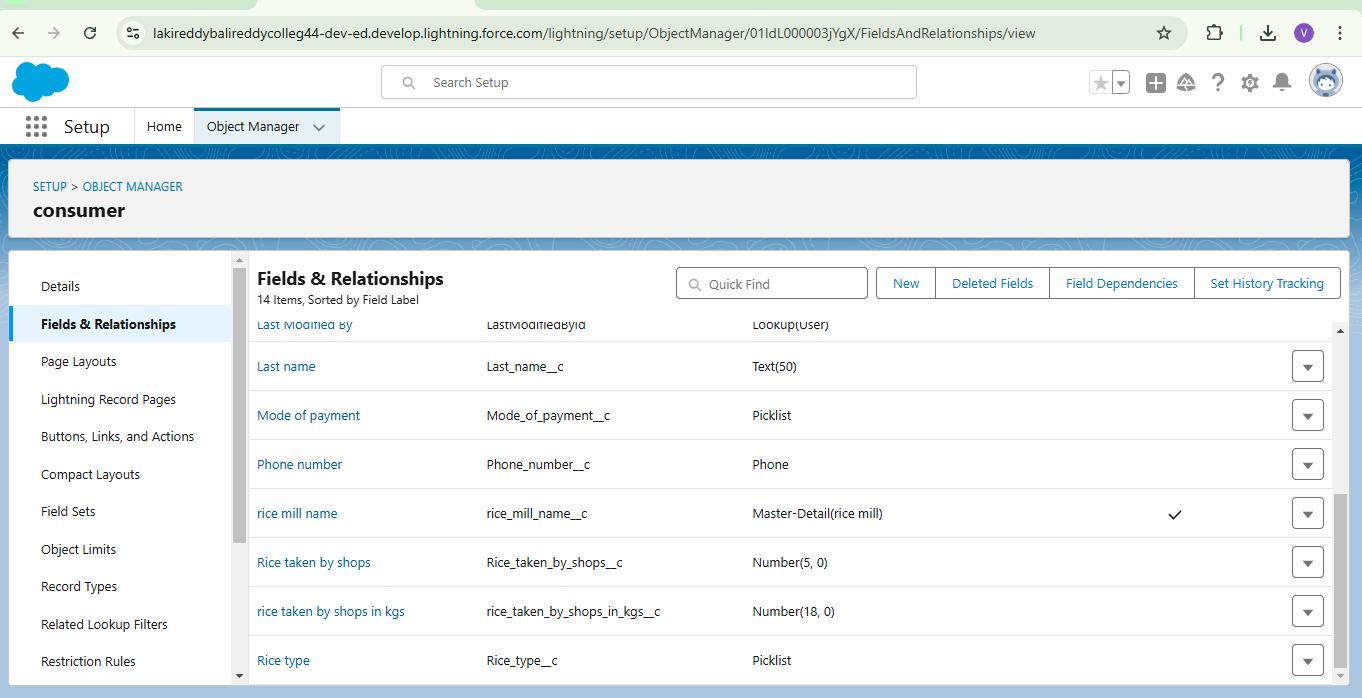 lakireddybalireddycolleg44-dev-ed.develop.lightning.force.com/lightning/setup/ObjectManager/01IdL000003jYgX/FieldsAndRelationships/view
V
Search Setup
Setup
Home
Object Manager
SETUP > OBJECT MANAGER
consumer
Details
Fields & Relationships
Page Layouts
Lightning Record Pages
Buttons, Links, and Actions
Compact Layouts
Field Sets
Object Limits
Record Types
Related Lookup Filters
Restriction Rules
Fields & Relationships
14 Items, Sorted by Field Label
Quick Find
New
Deleted Fields
Field Dependencies
Set History Tracking
Last Modified By LastModifiedById Lookup(User)
Last name Last_name__c Text(50)
Mode of payment Mode_of_payment__c Picklist
Phone number Phone_number__c Phone
rice mill name rice_mill_name__c Master-Detail(rice mill)
Rice taken by shops Rice_taken_by_shops__c Number(5, 0)
rice taken by shops in kgs rice_taken_by_shops_in_kgs__c Number(18, 0)
Rice type Rice_type__c Picklist